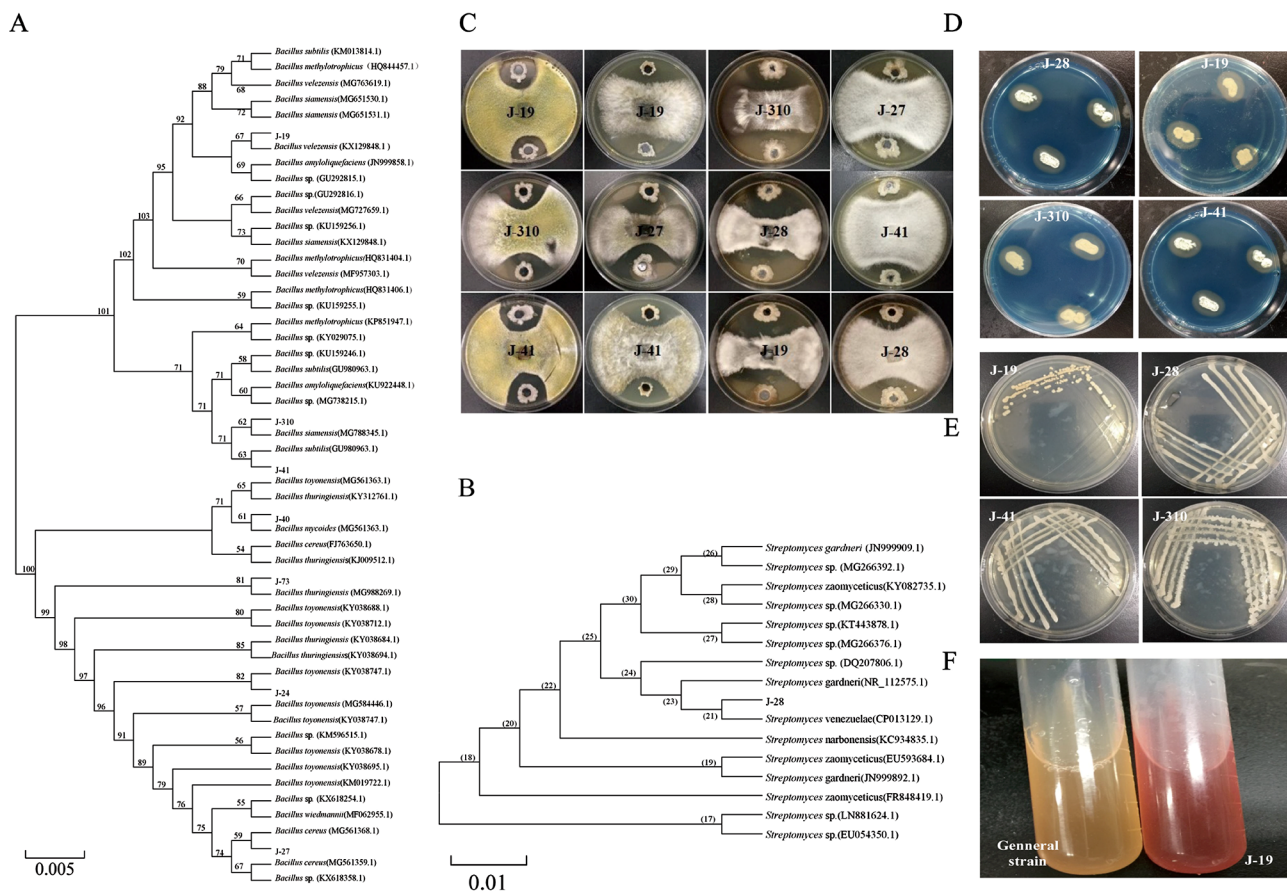 A
Bacillus subtilis (KM013814.1)
Bacillus methylotrophicus (HQ844457.1)
Bacillus velezensis (MG763619.1)
Bacillus siamensis(MG651530.1)
Bacillus siamensis (MG651531.1)
J-19
Bacillus velezensis(KX129848.1)
Bacillus amyloliquefaciens (JN999858.1)
Bacillus sp. (GU292815.1)
Bacillus sp.(GU292816.1)
Bacillus velezensis(MG727659.1)
Bacillus sp. (KU159256.1)
Bacillus siamensis(KX129848.1)
Bacillus methylotrophicus(HQ831404.1)
Bacillus velezensis (MF957303.1)
Bacillus methylotrophicus(HQ831406.1)
Bacillus sp. (KU159255.1)
Bacillus methylotrophicus (KP851947.1)
Bacillus sp. (KY029075.1)
Bacillus sp. (KU159246.1)
Bacillus subtilis(GU980963.1)
Bacillus amyloliquefaciens(KU922448.1)
Bacillus sp. (MG738215.1)
J-310
Bacillus siamensis(MG788345.1)
Bacillus subtilis(GU980963.1)
J-41
Bacillus toyonensis(MG561363.1)
Bacillus thuringiensis(KY312761.1)
J-40
Bacillus mycoides (MG561363.1)
Bacillus cereus(FJ763650.1)
Bacillus thuringiensis(KJ009512.1)
J-73
Bacillus thuringiensis (MG988269.1)
Bacillus toyonensis(KY038688.1)
Bacillus toyonensis(KY038712.1)
Bacillus thuringiensis (KY038684.1)
Bacillus thuringiensis(KY038694.1)
Bacillus toyonensis(KY038747.1)
J-24
Bacillus toyonensis(MG584446.1)
Bacillus toyonensis(KY038747.1)
Bacillus sp. (KM596515.1)
Bacillus toyonensis(KY038678.1)
Bacillus toyonensis(KY038695.1)
Bacillus toyonensis(KM019722.1)
Bacillus sp (KX618254.1)
Bacillus wiedmannii(MF062955.1)
Bacillus cereus (MG561368.1)
J-27
Bacillus cereus(MG561359.1)
Bacillus sp. (KX618358.1)
71
79
68
88
72
92
67
69
95
66
73
103
70
102
59
101
64
71
58
71
60
71
62
71
63
65
71
61
54
100
81
99
80
98
85
97
82
96
57
91
56
89
79
76
55
75
59
74
67
0.005
B
Streptomyces gardneri (JN999909.1)
Streptomyces sp. (MG266392.1)
Streptomyces zaomyceticus(KY082735.1)
Streptomyces sp.(MG266330.1)
Streptomyces sp.(KT443878.1)
Streptomyces sp.(MG266376.1)
Streptomyces sp. (DQ207806.1)
Streptomyces gardneri(NR_112575.1)
J-28
Streptomyces venezuelae(CP013129.1)
Streptomyces narbonensis(KC934835.1)
Streptomyces zaomyceticus(EU593684.1)
Streptomyces gardneri(JN999892.1)
Streptomyces zaomyceticus(FR848419.1)
Streptomyces sp.(LN881624.1)
Streptomyces sp.(EU054350.1)
(26)
(29)
(28)
(30)
(27)
(25)
(24)
(23)
(21)
(22)
(20)
(19)
(18)
(17)
0.01
C
J-19
J-19
J-310
J-27
J-310
J-27
J-28
J-41
J-41
J-41
J-19
J-28
D
J-28
J-19
J-310
J-41
E
J-19
J-28
J-41
J-310
F
Genneral
strain
J-19